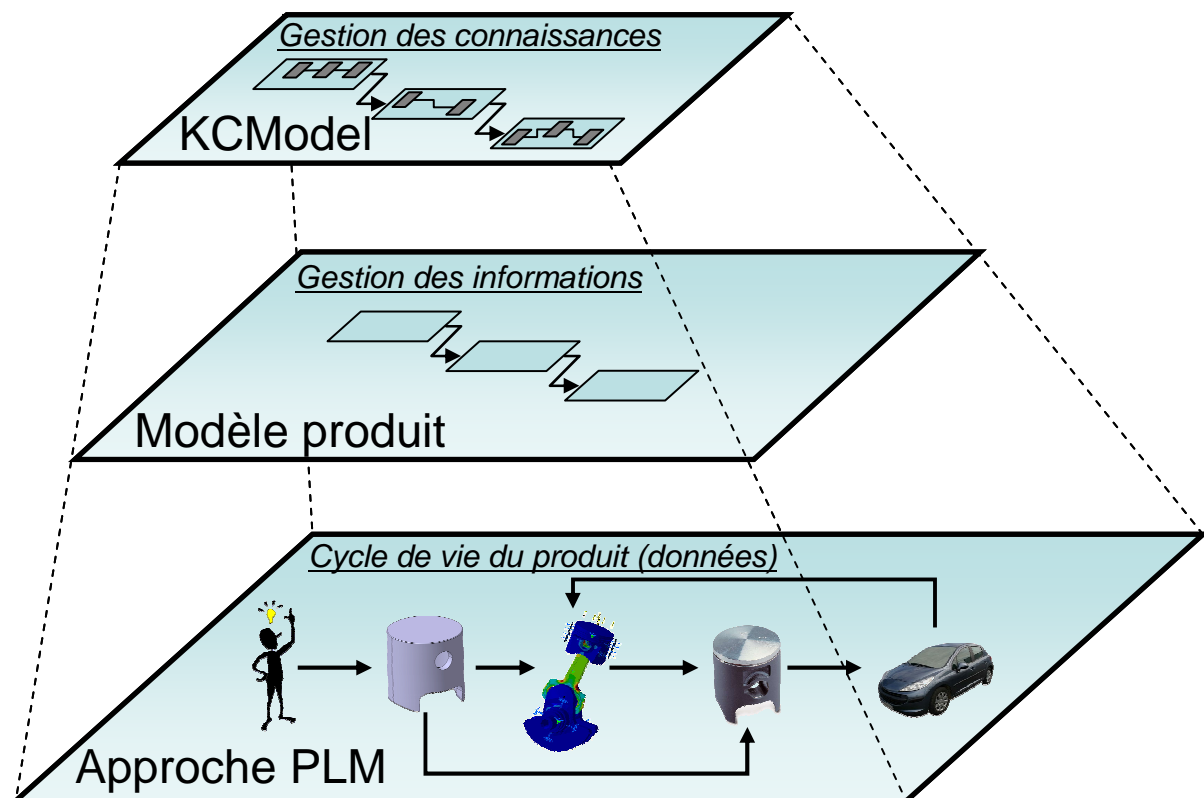 Gestion des connaissances
KCModel
Gestion des informations
Modèle produit
Cycle de vie du produit (données)
Approche PLM